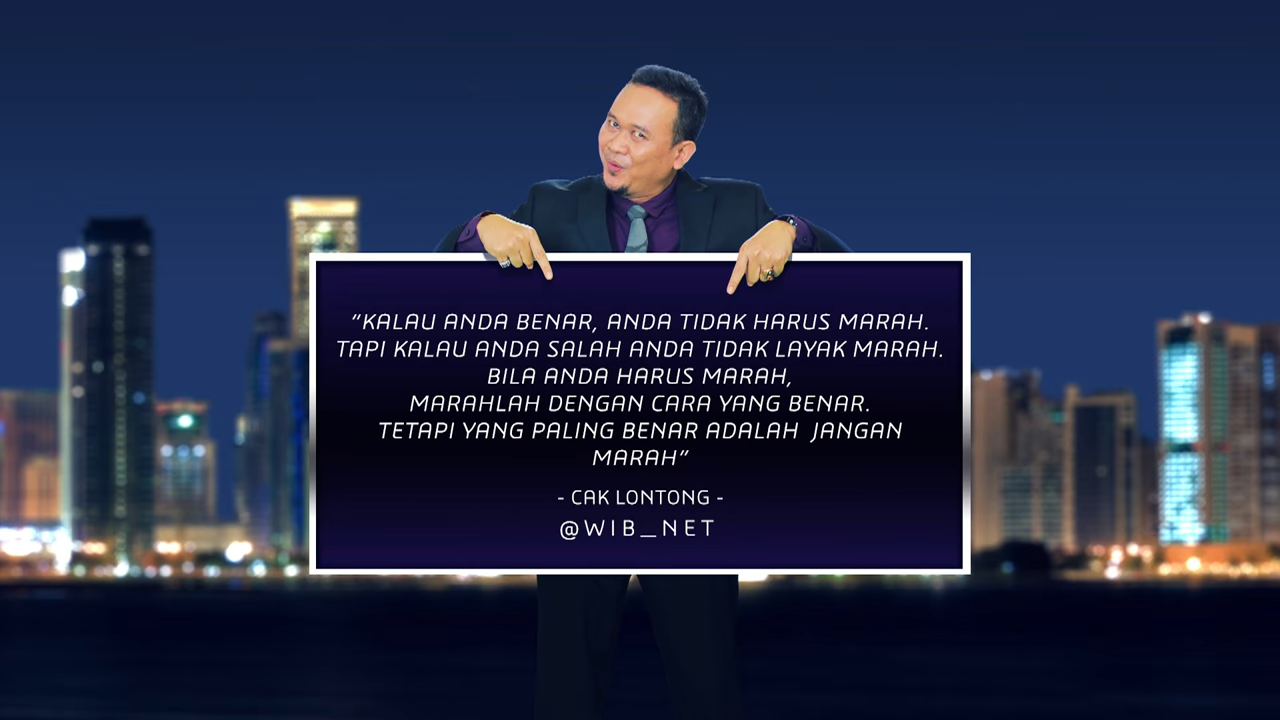 “KALAU ANDA BENAR, ANDA TIDAK HARUS MARAH.
TAPI KALAU ANDA SALAH ANDA TIDAK LAYAK MARAH.
BILA ANDA HARUS MARAH,
MARAHLAH DENGAN CARA YANG BENAR.
TETAPI YANG PALING BENAR ADALAH JANGAN
MARAH”
- CAK LONTONG -
@WIB_NET